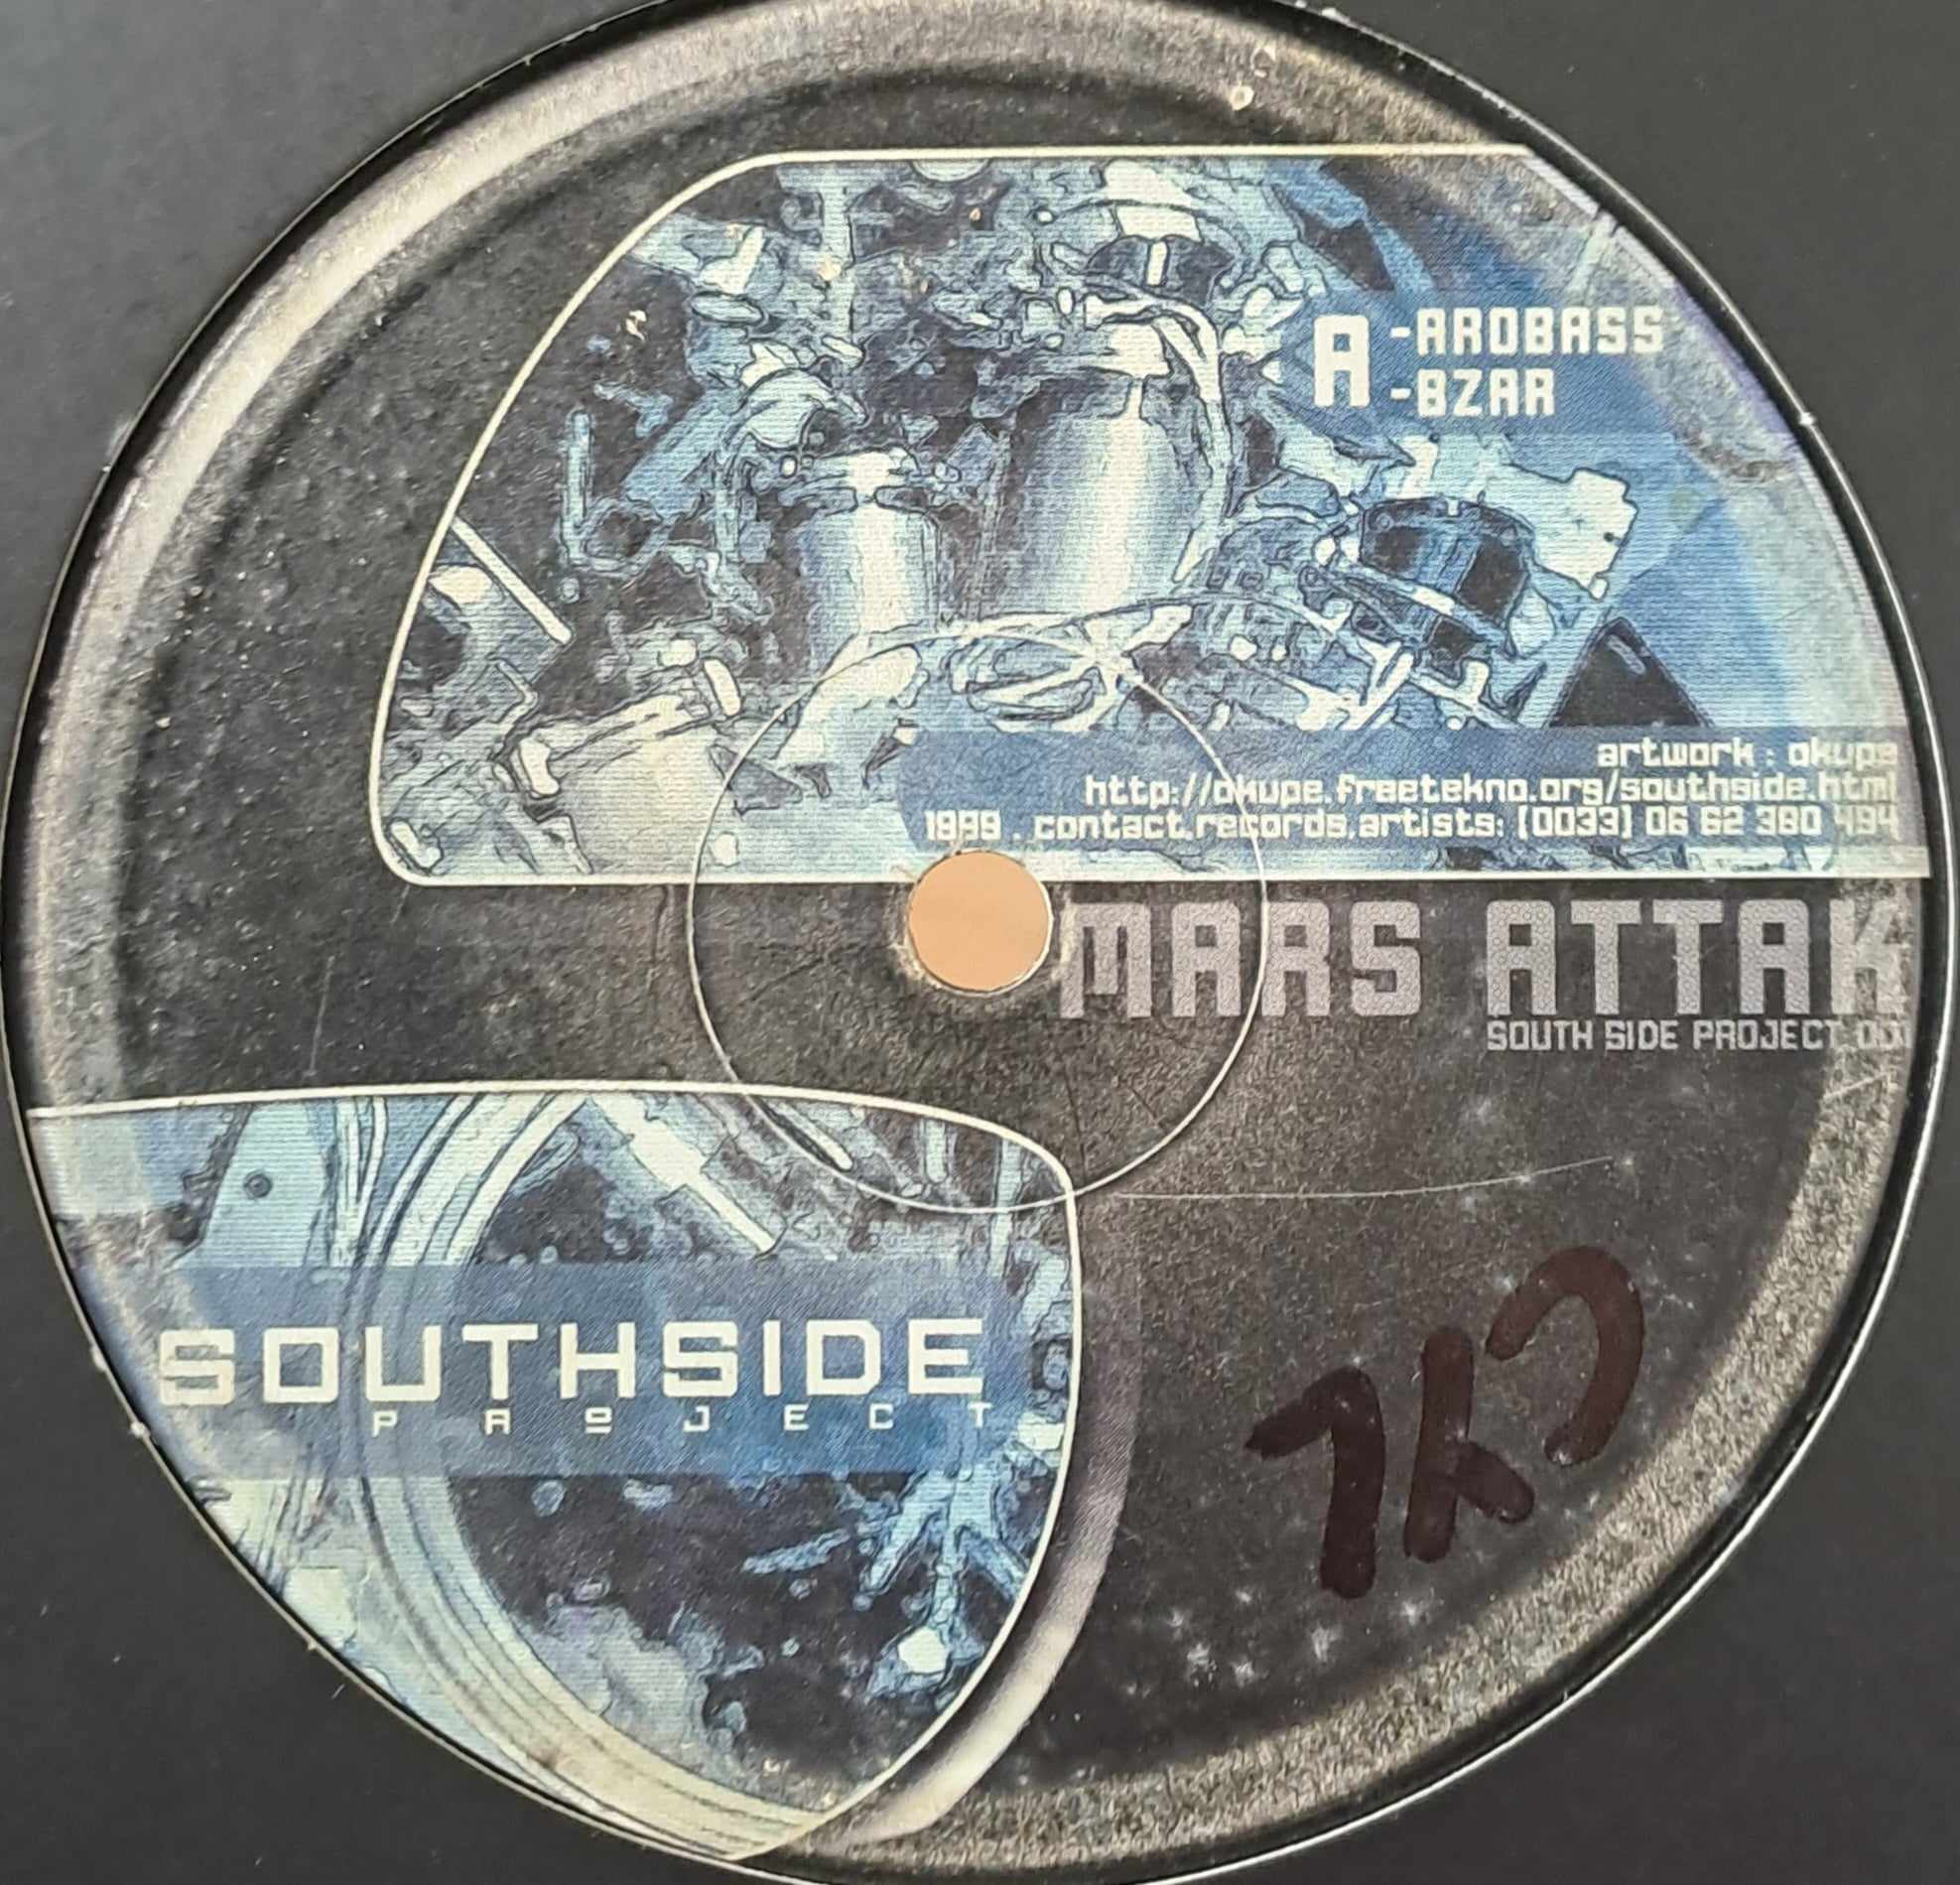 A -AROBASS
-BZAR
artwork : okupe
http://okupe.freetekno.org/southside.html
1999 . contact.records.artists: (0033) 06 62 380 494
MARS ATTAK
SOUTH SIDE PROJECT 001
SOUTHSIDE
PROJECT